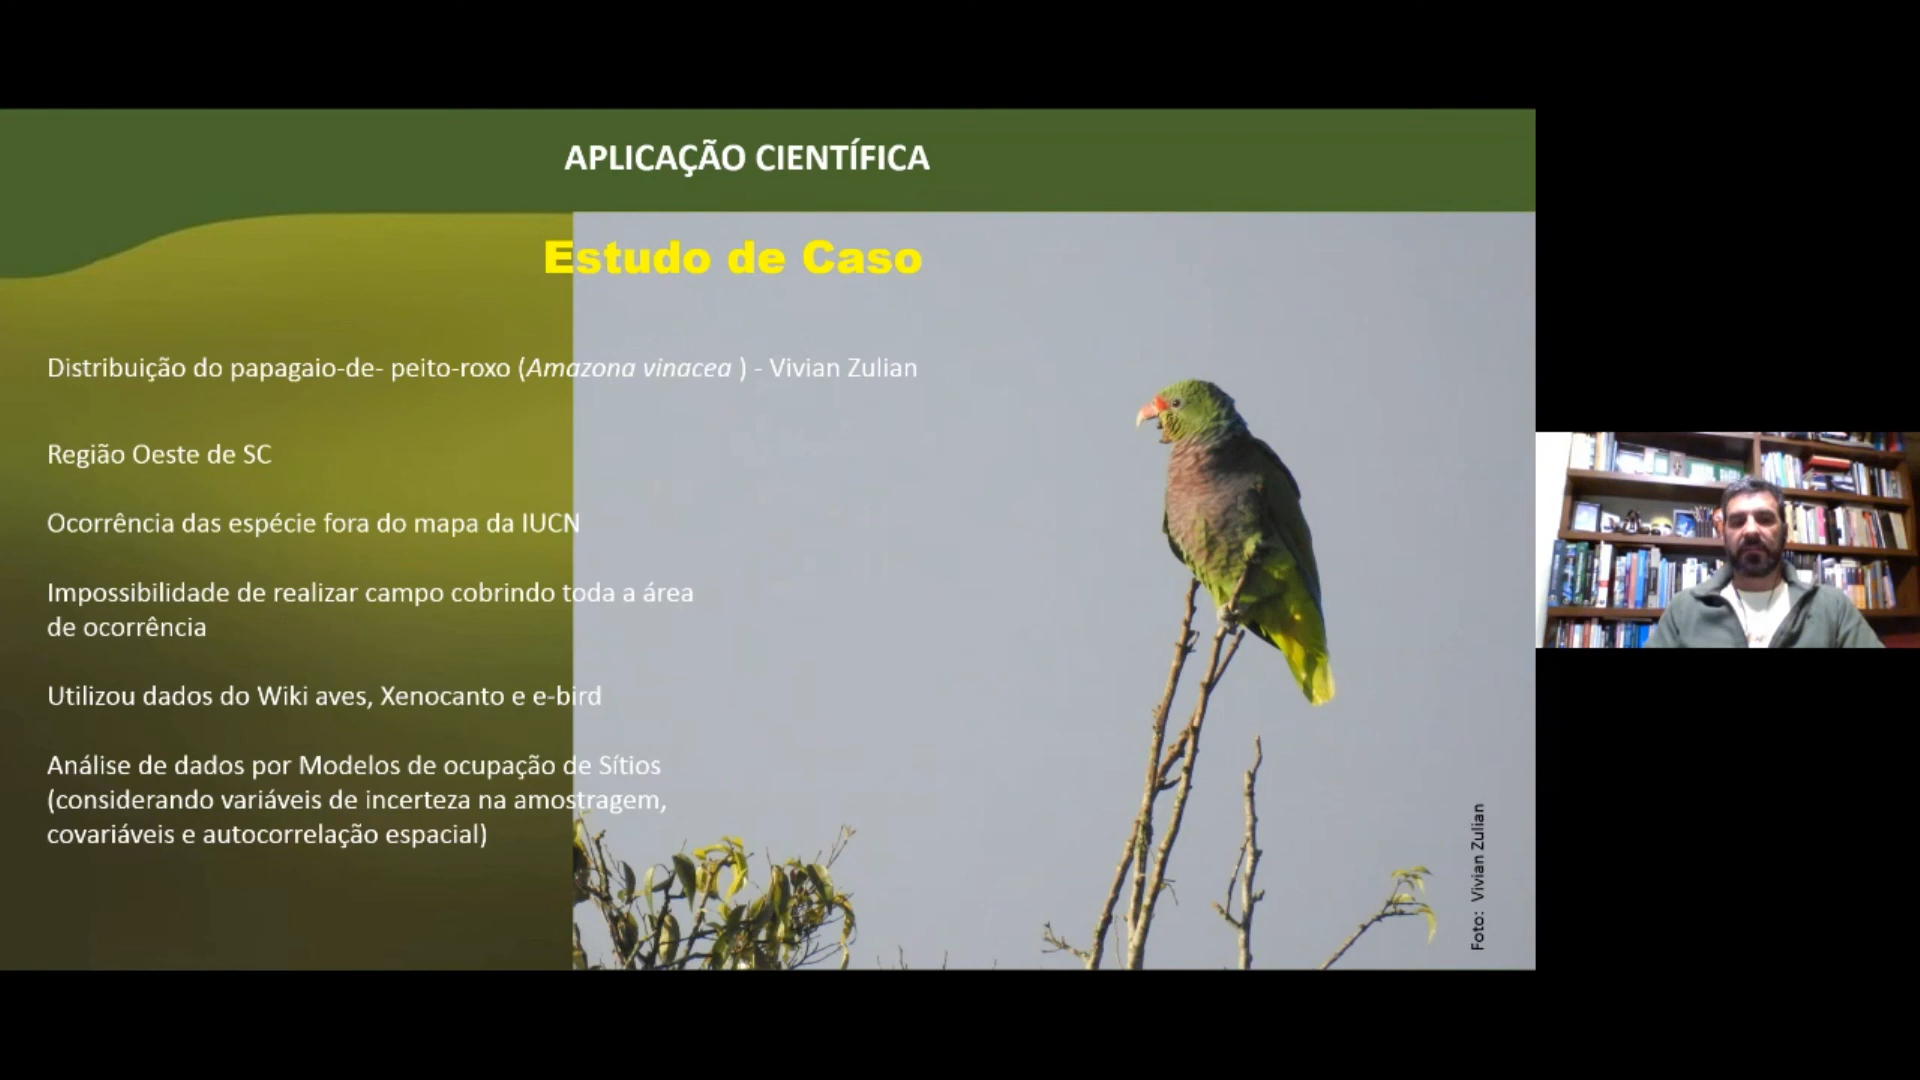 APLICAÇÃO CIENTÍFICA
Estudo de Caso
Distribuição do papagaio-de- peito-roxo (Amazona vinacea ) - Vivian Zulian
Região Oeste de SC
Ocorrência das espécie fora do mapa da IUCN
Impossibilidade de realizar campo cobrindo toda a área
de ocorrência
Utilizou dados do Wiki aves, Xenocanto e e-bird
Análise de dados por Modelos de ocupação de Sítios
(considerando variáveis de incerteza na amostragem,
covariáveis e autocorrelação espacial)
Foto: Vivian Zulian